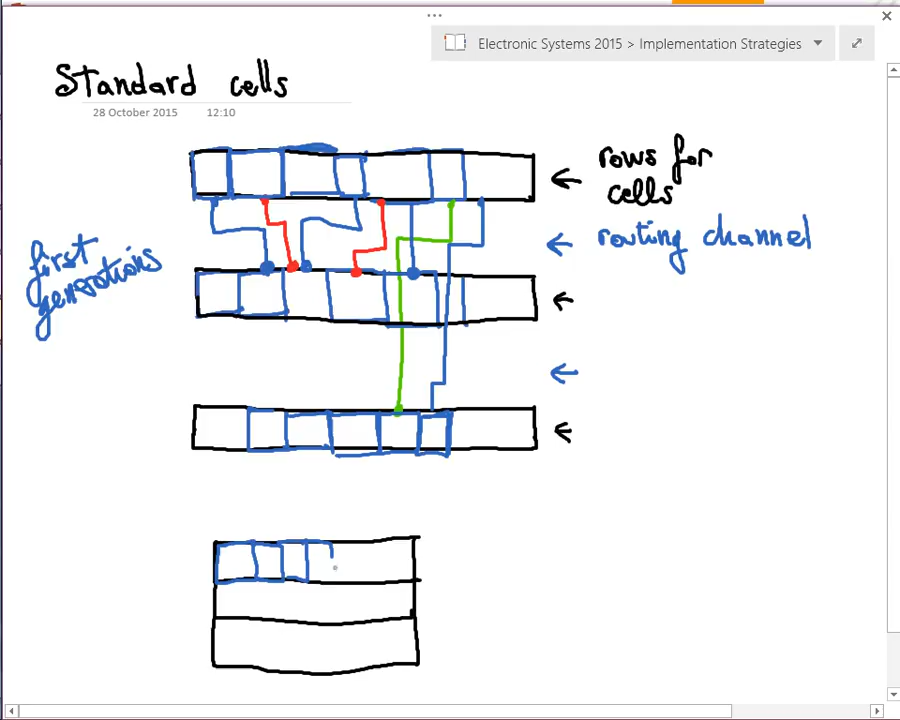 Electronic Systems 2015 > Implementation Strategies
Standard cells
28 October 2015 12:10
rows for
cells
routing channel
first
generations